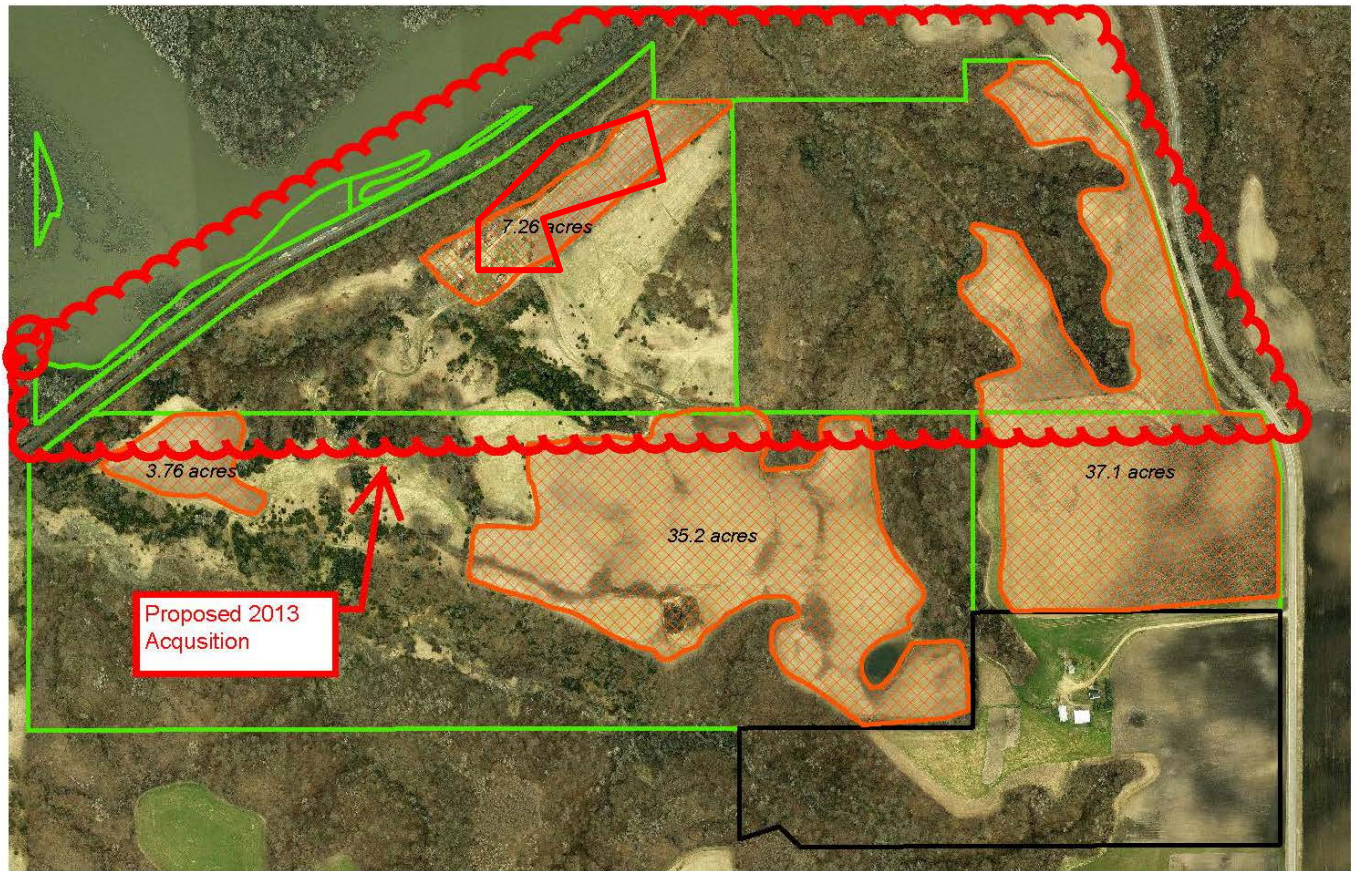 7.26 acres
3.76 acres
37.1 acres
35.2 acres
Proposed 2013
Acqusition